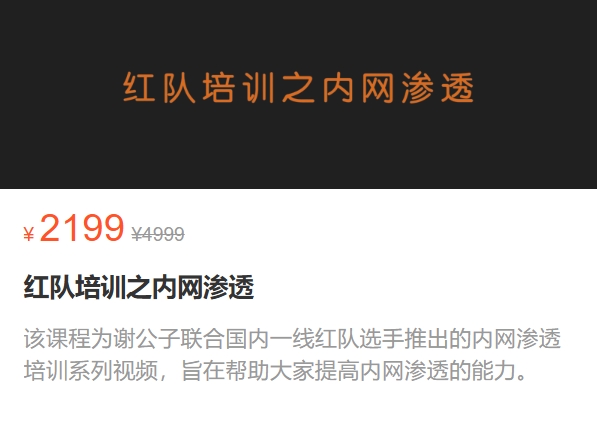 红队培训之内网渗透
¥ 2199 ¥4999
红队培训之内网渗透
该课程为谢公子联合国内一线红队选手推出的内网渗透
培训系列视频，旨在帮助大家提高内网渗透的能力。